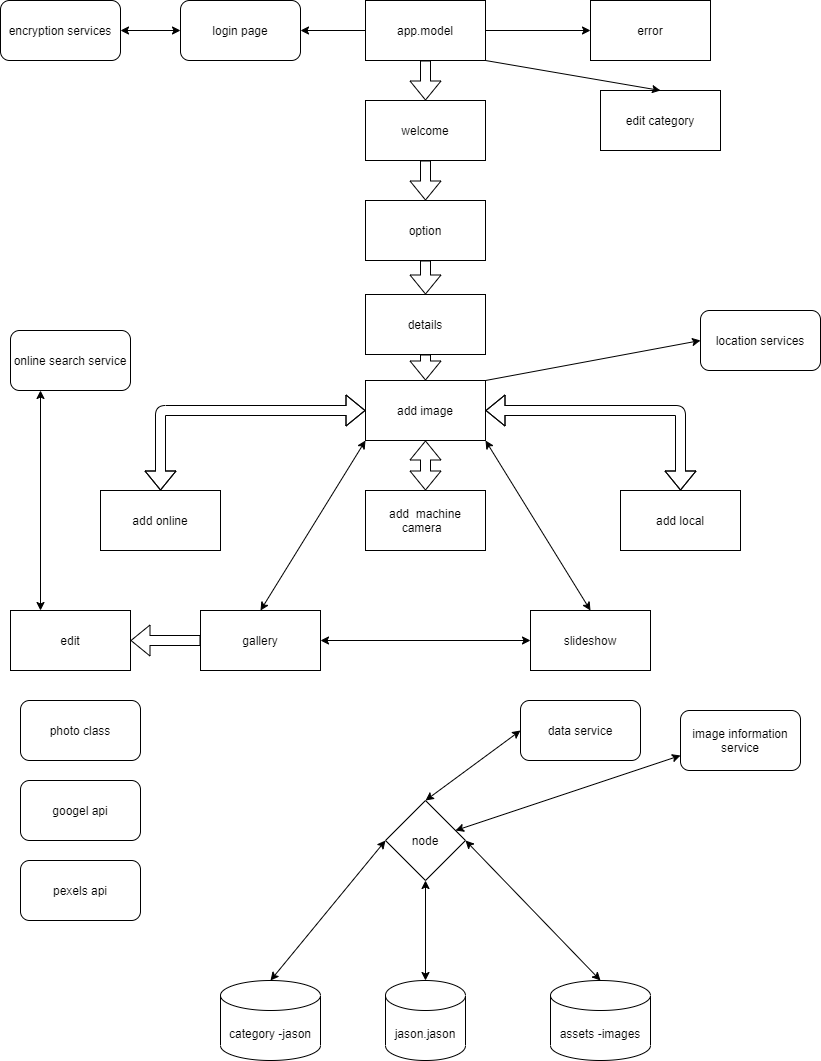 encryption services
login page
app.model
error
edit category
welcome
option
details
online search service
location services
add image
add online
add  machine
camera
add local
edit
gallery
slideshow
photo class
data service
image information
service
googel api
node
pexels api
category -jason
jason.jason
assets -images